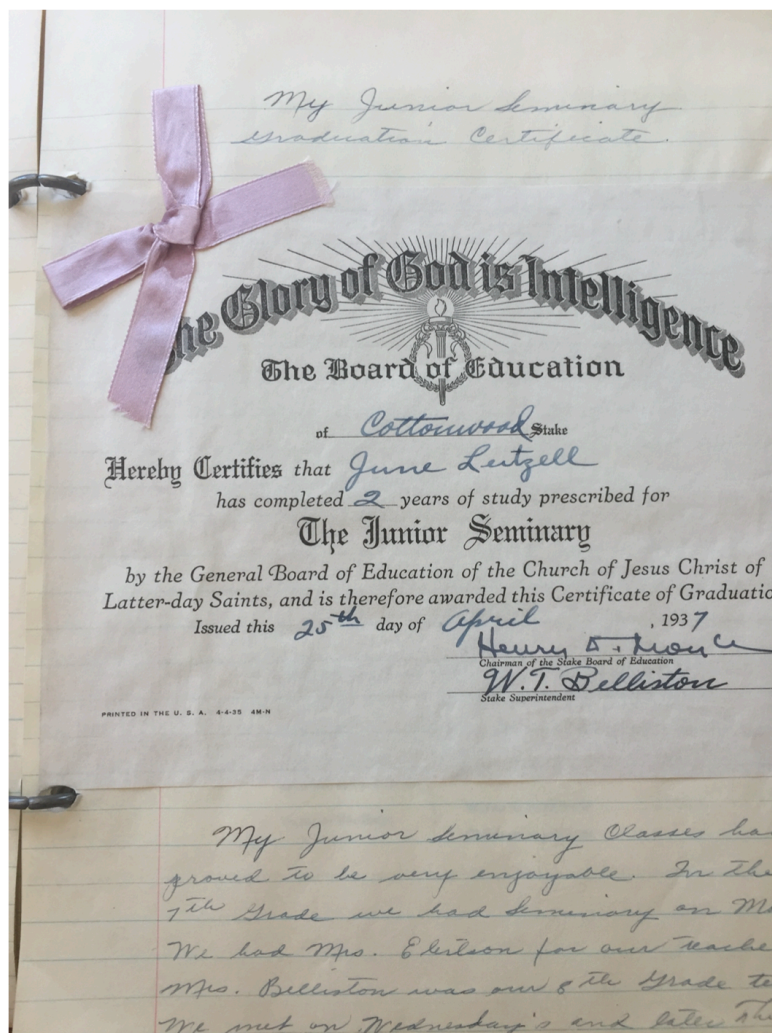 My Junior Seminary
Graduation Certificate.
The Glory of God is Intelligence
The Board of Education
of Cottonwood Stake
Hereby Certifies that June Leitzell
has completed 2 years of study prescribed for
The Junior Seminary
by the General Board of Education of the Church of Jesus Christ of
Latter-day Saints, and is therefore awarded this Certificate of Graduatio
Issued this 25th day of April, 1937
Henry D.
Chairman of the Stake Board of Education
W. T. Belliston
Stake Superintendent
PRINTED IN THE U. S. A. 4-4-35 4M-N
My Junior Seminary Classes ha
proved to be very enjoyable. In the
7th Grade we had Seminary on Mo
We had Mrs. for our teache
Mrs. Belliston was our 8th Grade te
We met on Wednesday's and later Th